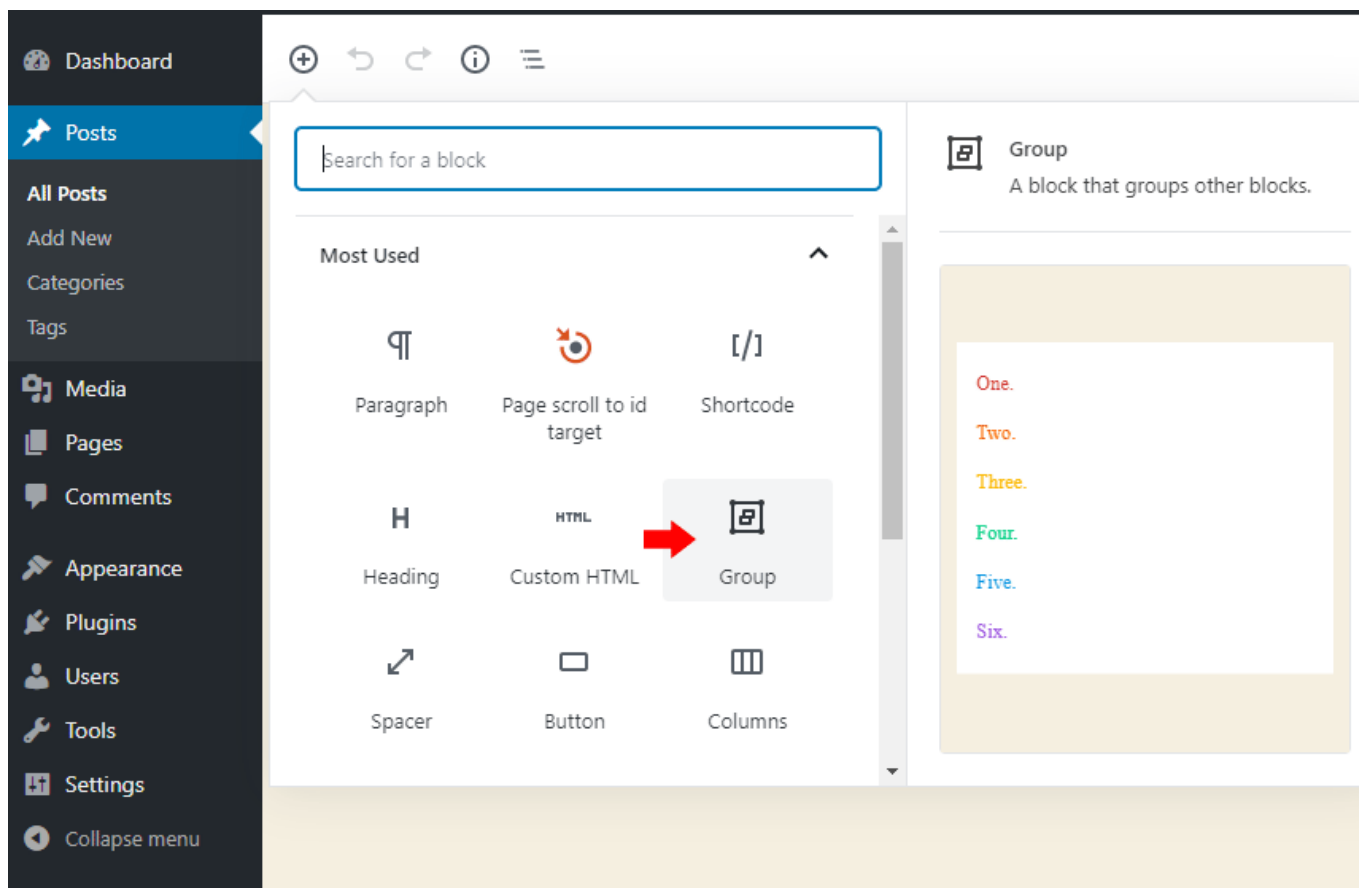 Dashboard
Posts
All Posts
Add New
Categories
Tags
Media
Pages
Comments
Appearance
Plugins
Users
Tools
Settings
Collapse menu
Search for a block
Most Used
Paragraph
Page scroll to id
target
Shortcode
[/]
H
HTML
Heading
Custom HTML
Group
Spacer
Button
Columns
Group
A block that groups other blocks.
One.
Two.
Three.
Four.
Five.
Six.